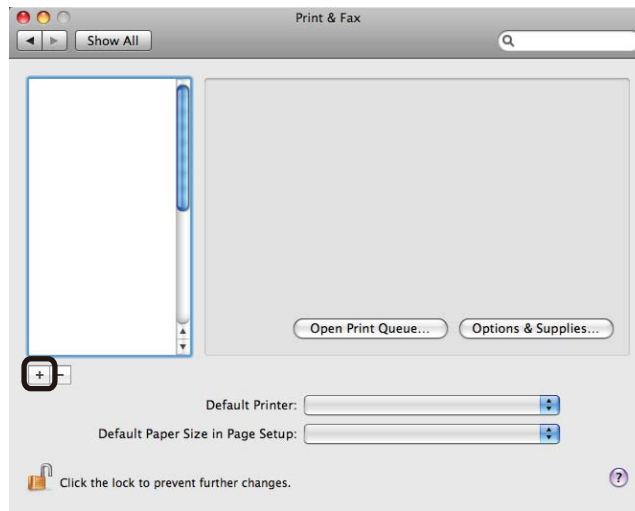 Print & Fax
Show All
Open Print Queue... Options & Supplies...
+ −
Default Printer:
Default Paper Size in Page Setup:
Click the lock to prevent further changes.
?